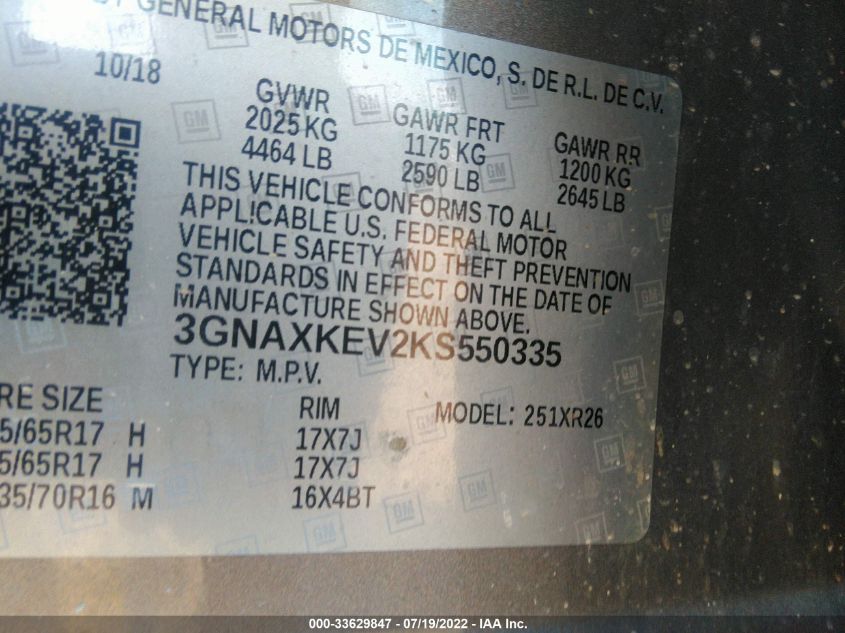 GENERAL MOTORS DE MEXICO, S. DE R.L. DE C.V.
10/18
GVWR GAWR FRT GAWR RR
2025 KG 1175 KG 1200 KG
4464 LB 2590 LB 2645 LB
THIS VEHICLE CONFORMS TO ALL
APPLICABLE U.S. FEDERAL MOTOR
VEHICLE SAFETY AND THEFT PREVENTION
STANDARDS IN EFFECT ON THE DATE OF
MANUFACTURE SHOWN ABOVE.
3GNAXKEV2KS550335
TYPE: M.P.V.
RE SIZE RIM MODEL: 251XR26
5/65R17 H 17X7J
5/65R17 H 17X7J
35/70R16 M 16X4BT
000-33629847 - 07/19/2022 - IAA Inc.